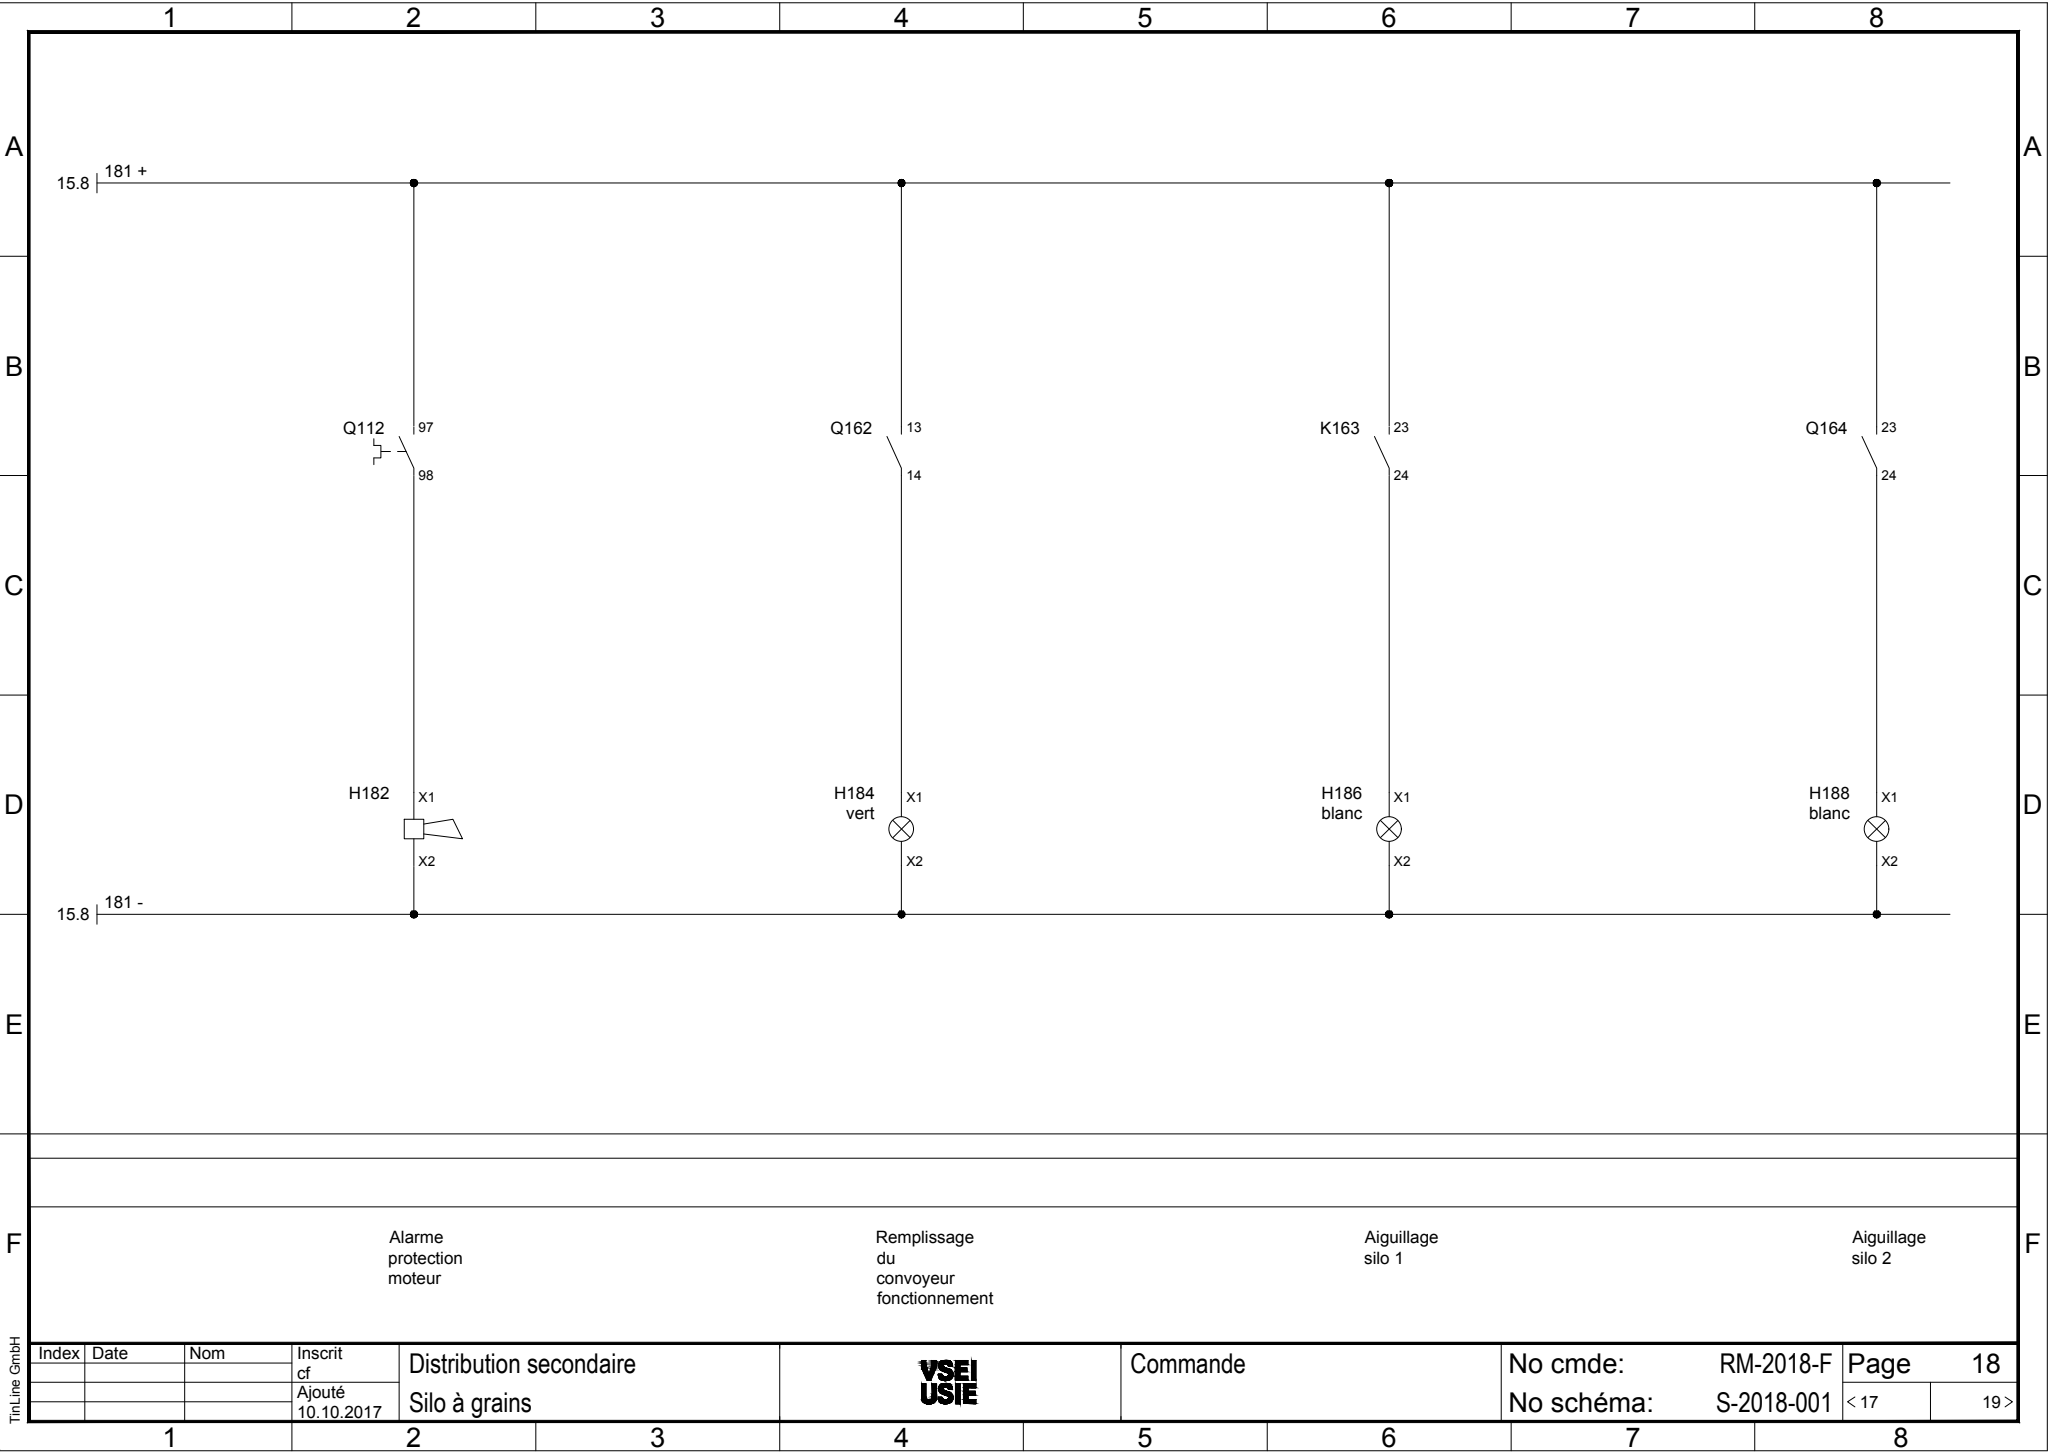 1 2 3 4 5 6 7 8
A A
181 +
15.8
B B
Q112 97
98
Q162 13
14
K163 23
24
Q164 23
24
C C
D D
H182 X1
X2
H184 X1
vert
X2
H186 X1
blanc
X2
H188 X1
blanc
X2
181 -
15.8
E E
F F
Alarme
protection
moteur
Remplissage
du
convoyeur
fonctionnement
Aiguillage
silo 1
Aiguillage
silo 2
TinLine GmbH
Index Date Nom Inscrit
cf
Ajouté
10.10.2017
Distribution secondaire
Silo à grains
VSEI
USIE
Commande
No cmde: RM-2018-F
No schéma: S-2018-001
Page 18
< 17 19 >
1 2 3 4 5 6 7 8